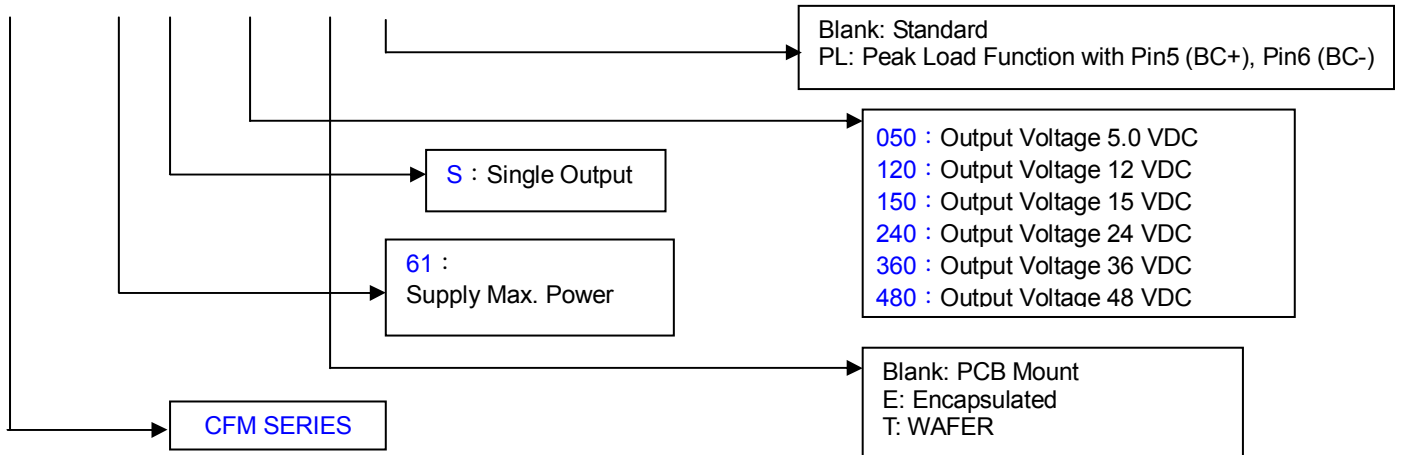 Blank: Standard
PL: Peak Load Function with Pin5 (BC+), Pin6 (BC-)
050：Output Voltage 5.0 VDC
120：Output Voltage 12 VDC
150：Output Voltage 15 VDC
240：Output Voltage 24 VDC
360：Output Voltage 36 VDC
480：Output Voltage 48 VDC
S：Single Output
61：
Supply Max. Power
Blank: PCB Mount
E: Encapsulated
T: WAFER
CFM SERIES